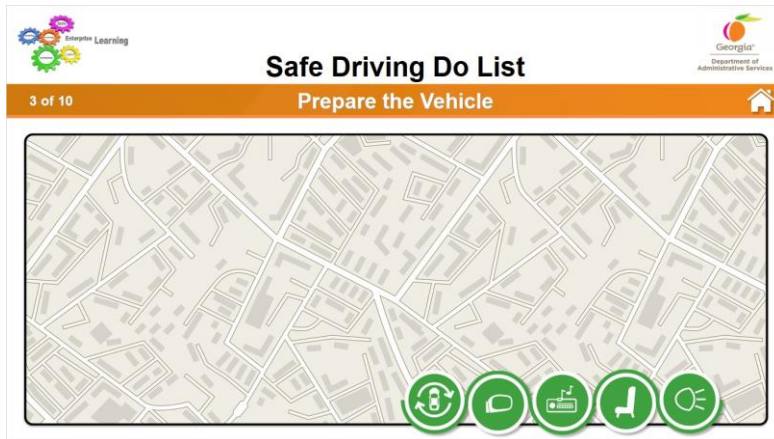 Enterprise Learning
Safe Driving Do List
Georgia®
Department of
Administrative Services
3 of 10
Prepare the Vehicle